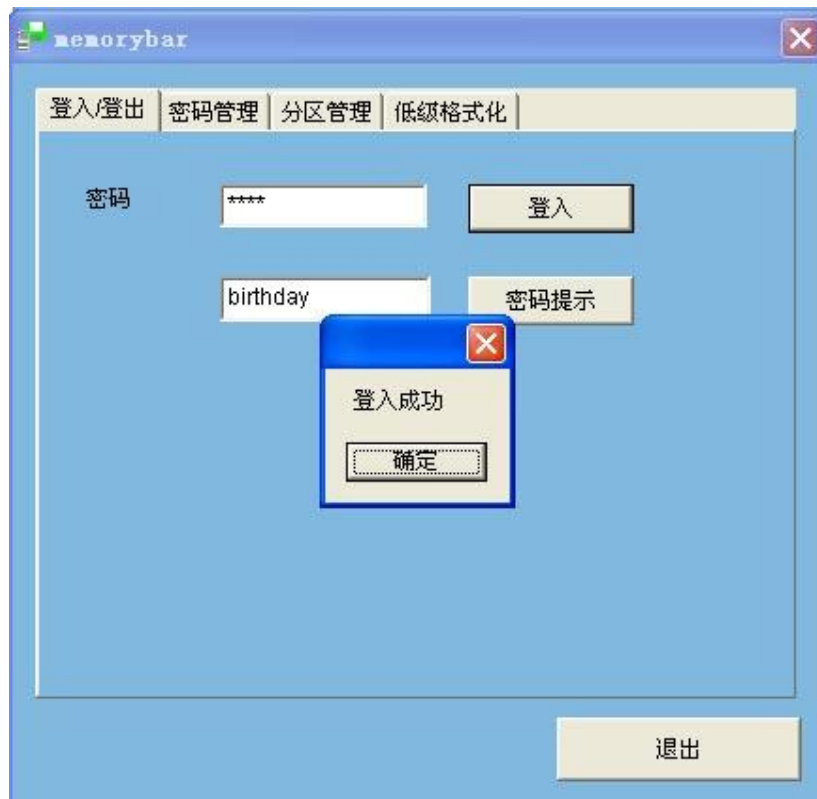 memorybar
登入/登出 密码管理 分区管理 低级格式化
密码 **** 登入
birthday 密码提示
登入成功
确定
退出